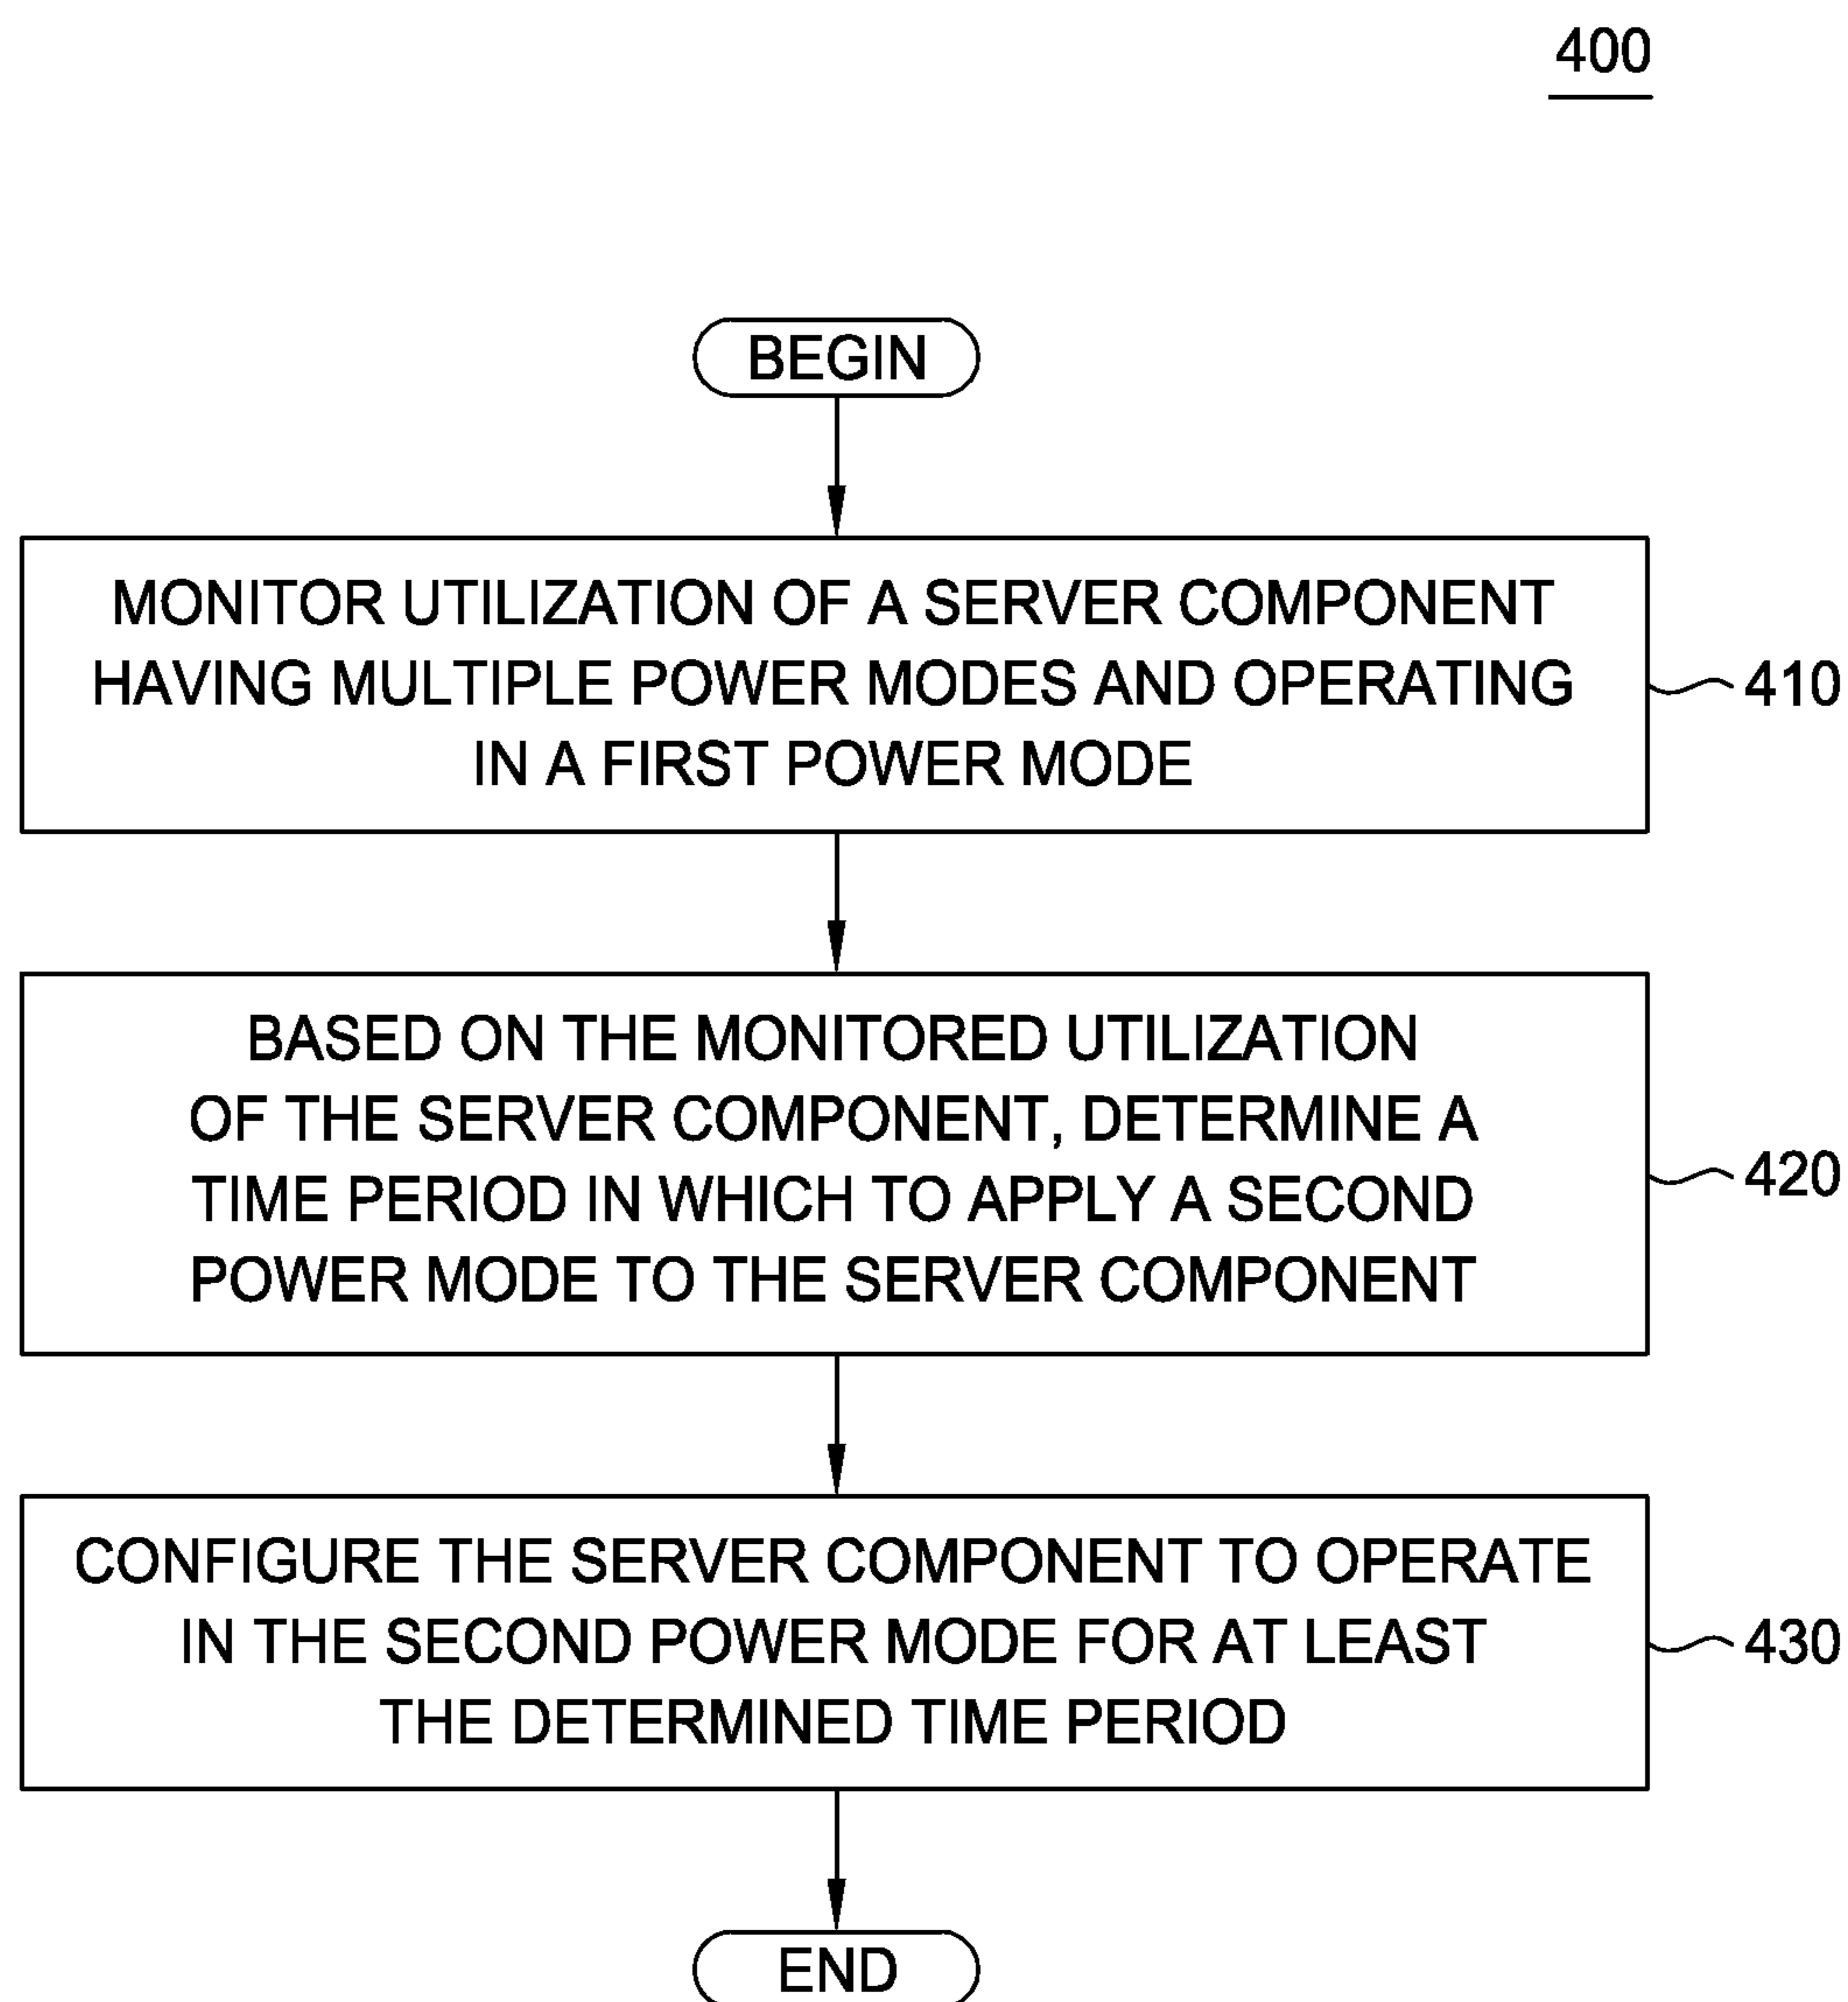 400
BEGIN
MONITOR UTILIZATION OF A SERVER COMPONENT
HAVING MULTIPLE POWER MODES AND OPERATING
IN A FIRST POWER MODE
410
BASED ON THE MONITORED UTILIZATION
OF THE SERVER COMPONENT, DETERMINE A
TIME PERIOD IN WHICH TO APPLY A SECOND
POWER MODE TO THE SERVER COMPONENT
420
CONFIGURE THE SERVER COMPONENT TO OPERATE
IN THE SECOND POWER MODE FOR AT LEAST
THE DETERMINED TIME PERIOD
430
END